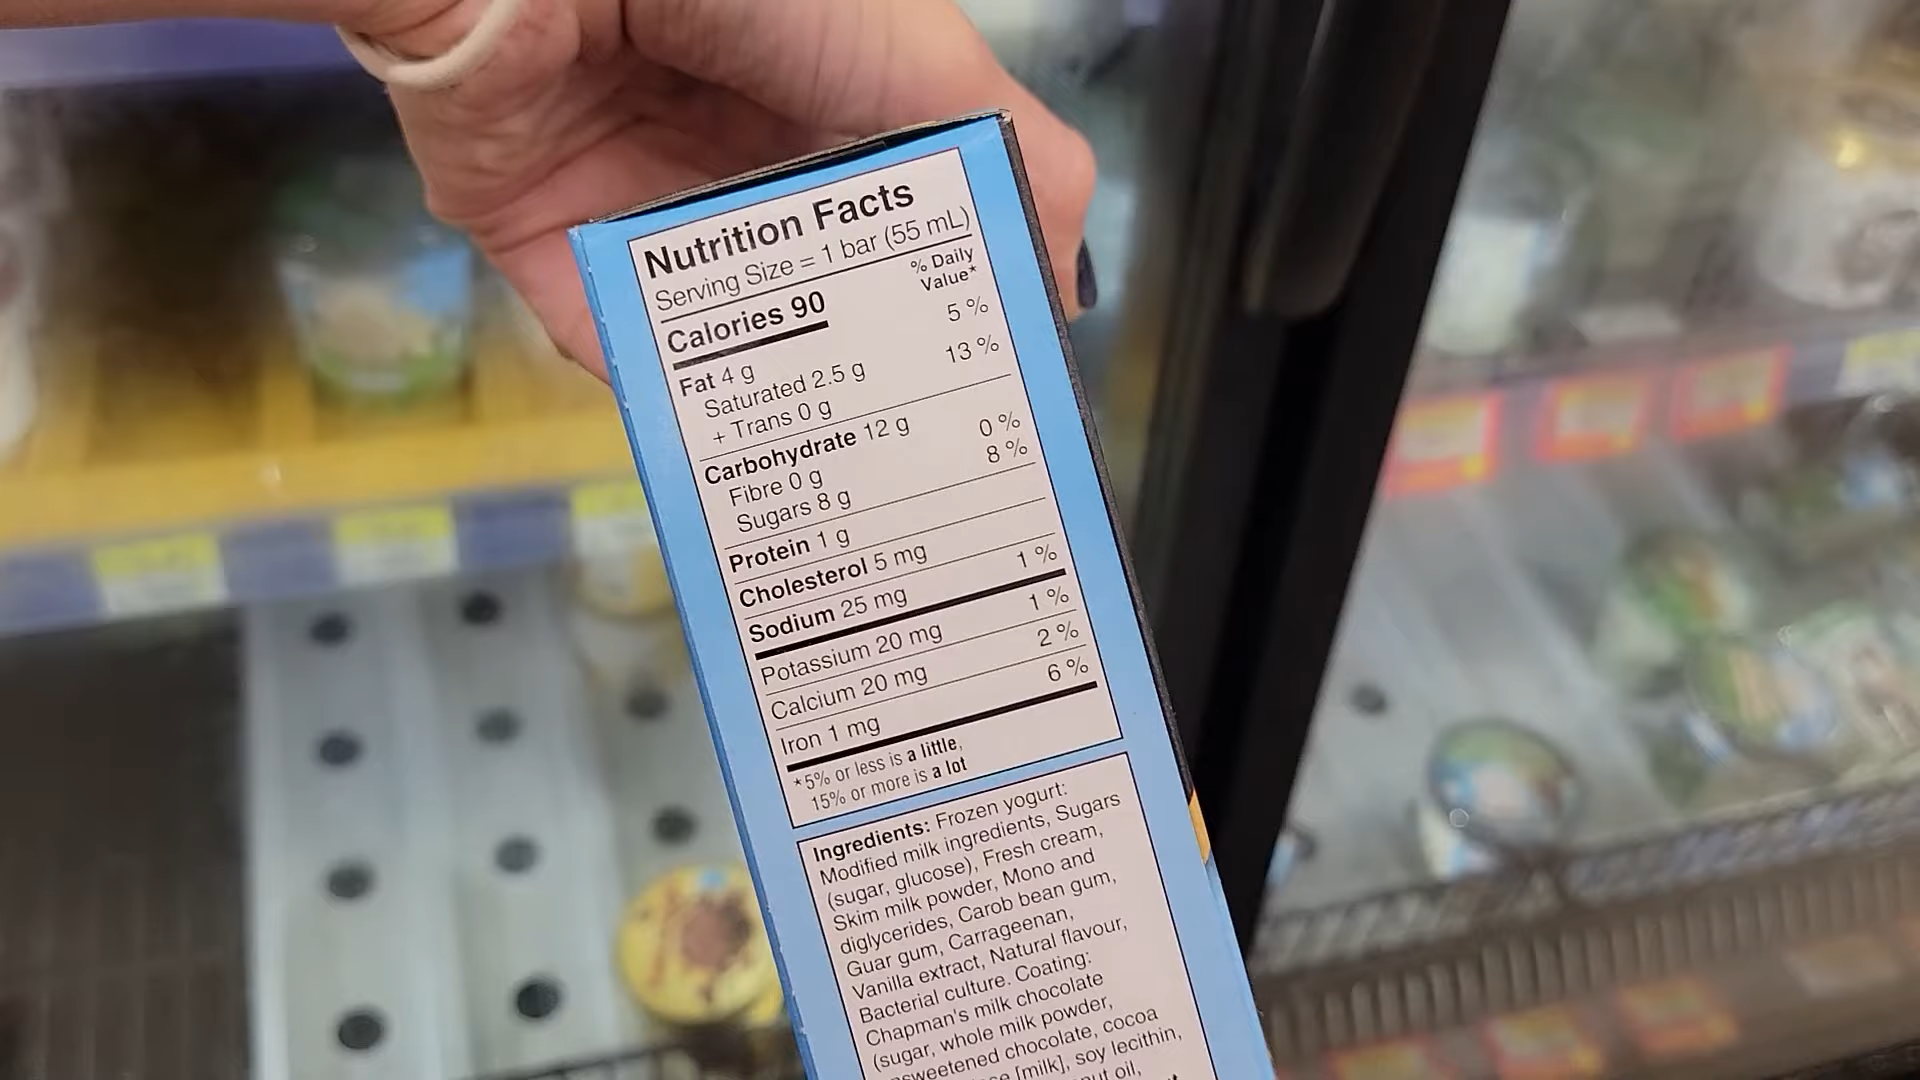 Nutrition Facts
Serving Size = 1 bar (55 mL)
% Daily
Value*
Calories 90
Fat 4 g 5 %
Saturated 2.5 g 13 %
+ Trans 0 g
Carbohydrate 12 g
Fibre 0 g 0 %
Sugars 8 g 8 %
Protein 1 g
Cholesterol 5 mg
Sodium 25 mg 1 %
Potassium 20 mg 1 %
Calcium 20 mg 2 %
Iron 1 mg 6 %
*5% or less is a little,
15% or more is a lot
Ingredients: Frozen yogurt:
Modified milk ingredients, Sugars
(sugar, glucose), Fresh cream,
Skim milk powder, Mono and
diglycerides, Carob bean gum,
Guar gum, Carrageenan,
Vanilla extract, Natural flavour,
Bacterial culture. Coating:
Chapman's milk chocolate
(sugar, whole milk powder,
chocolate, cocoa
[milk], soy lecithin,
oil,